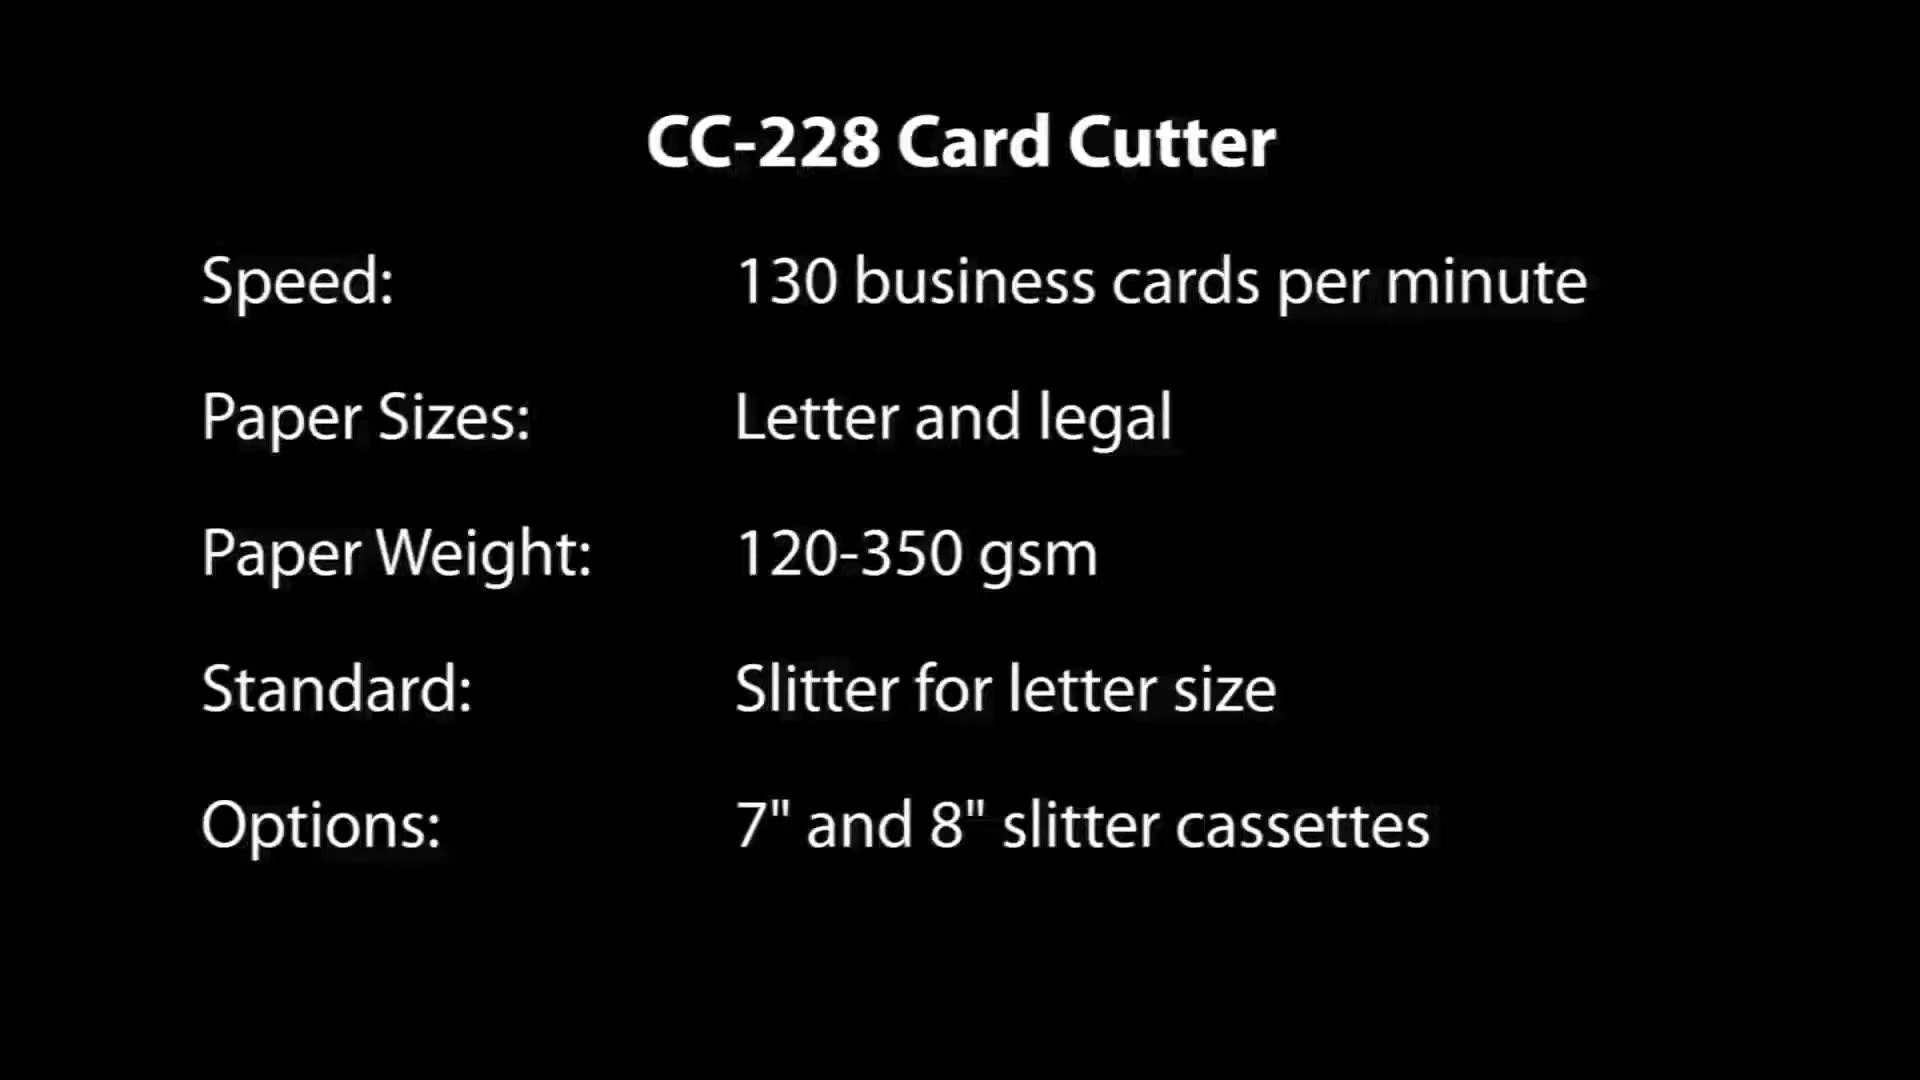 CC-228 Card Cutter
Speed: 130 business cards per minute
Paper Sizes: Letter and legal
Paper Weight: 120-350 gsm
Standard: Slitter for letter size
Options: 7" and 8" slitter cassettes